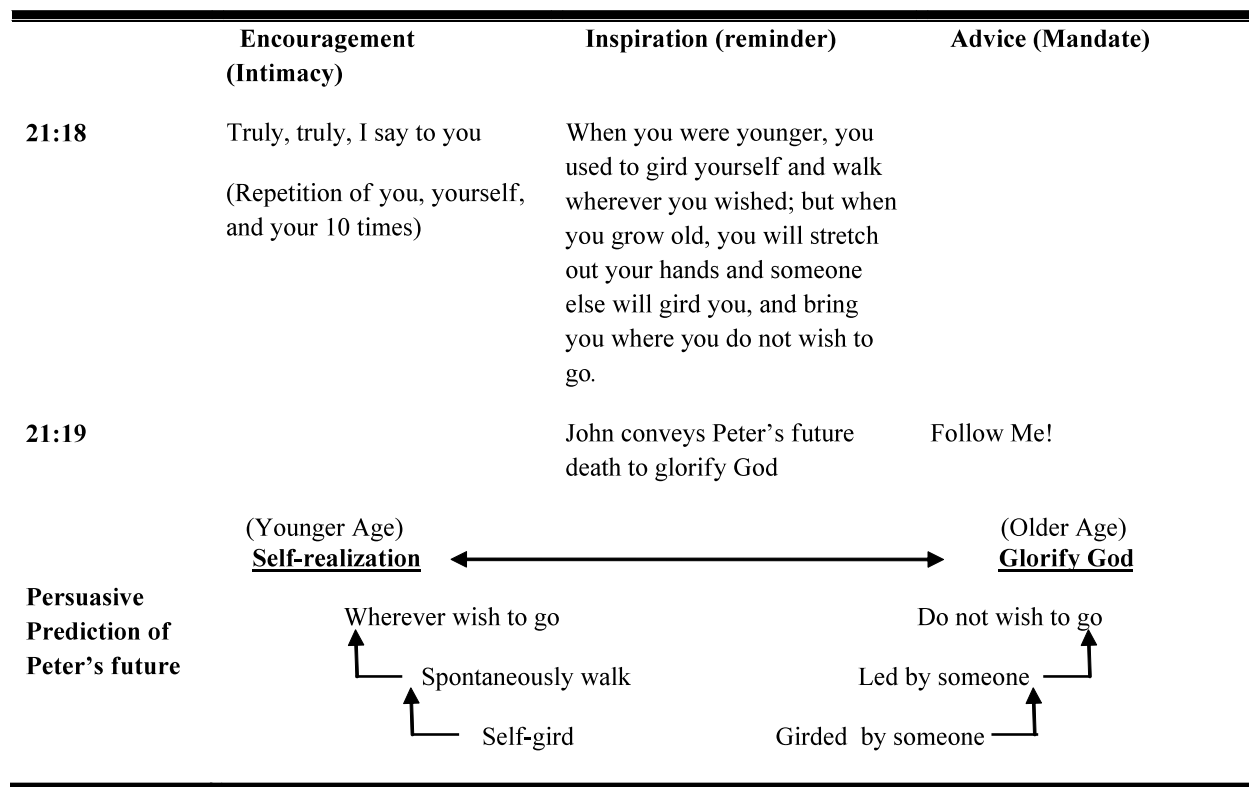 Encouragement
(Intimacy)
Inspiration (reminder)
Advice (Mandate)
21:18
Truly, truly, I say to you
(Repetition of you, yourself,
and your 10 times)
When you were younger, you
used to gird yourself and walk
wherever you wished; but when
you grow old, you will stretch
out your hands and someone
else will gird you, and bring
you where you do not wish to
go.
21:19
John conveys Peter’s future
death to glorify God
Follow Me!
(Younger Age)
Self-realization
(Older Age)
Glorify God
Persuasive
Prediction of
Peter’s future
Wherever wish to go
Spontaneously walk
Self-gird
Do not wish to go
Led by someone
Girded by someone